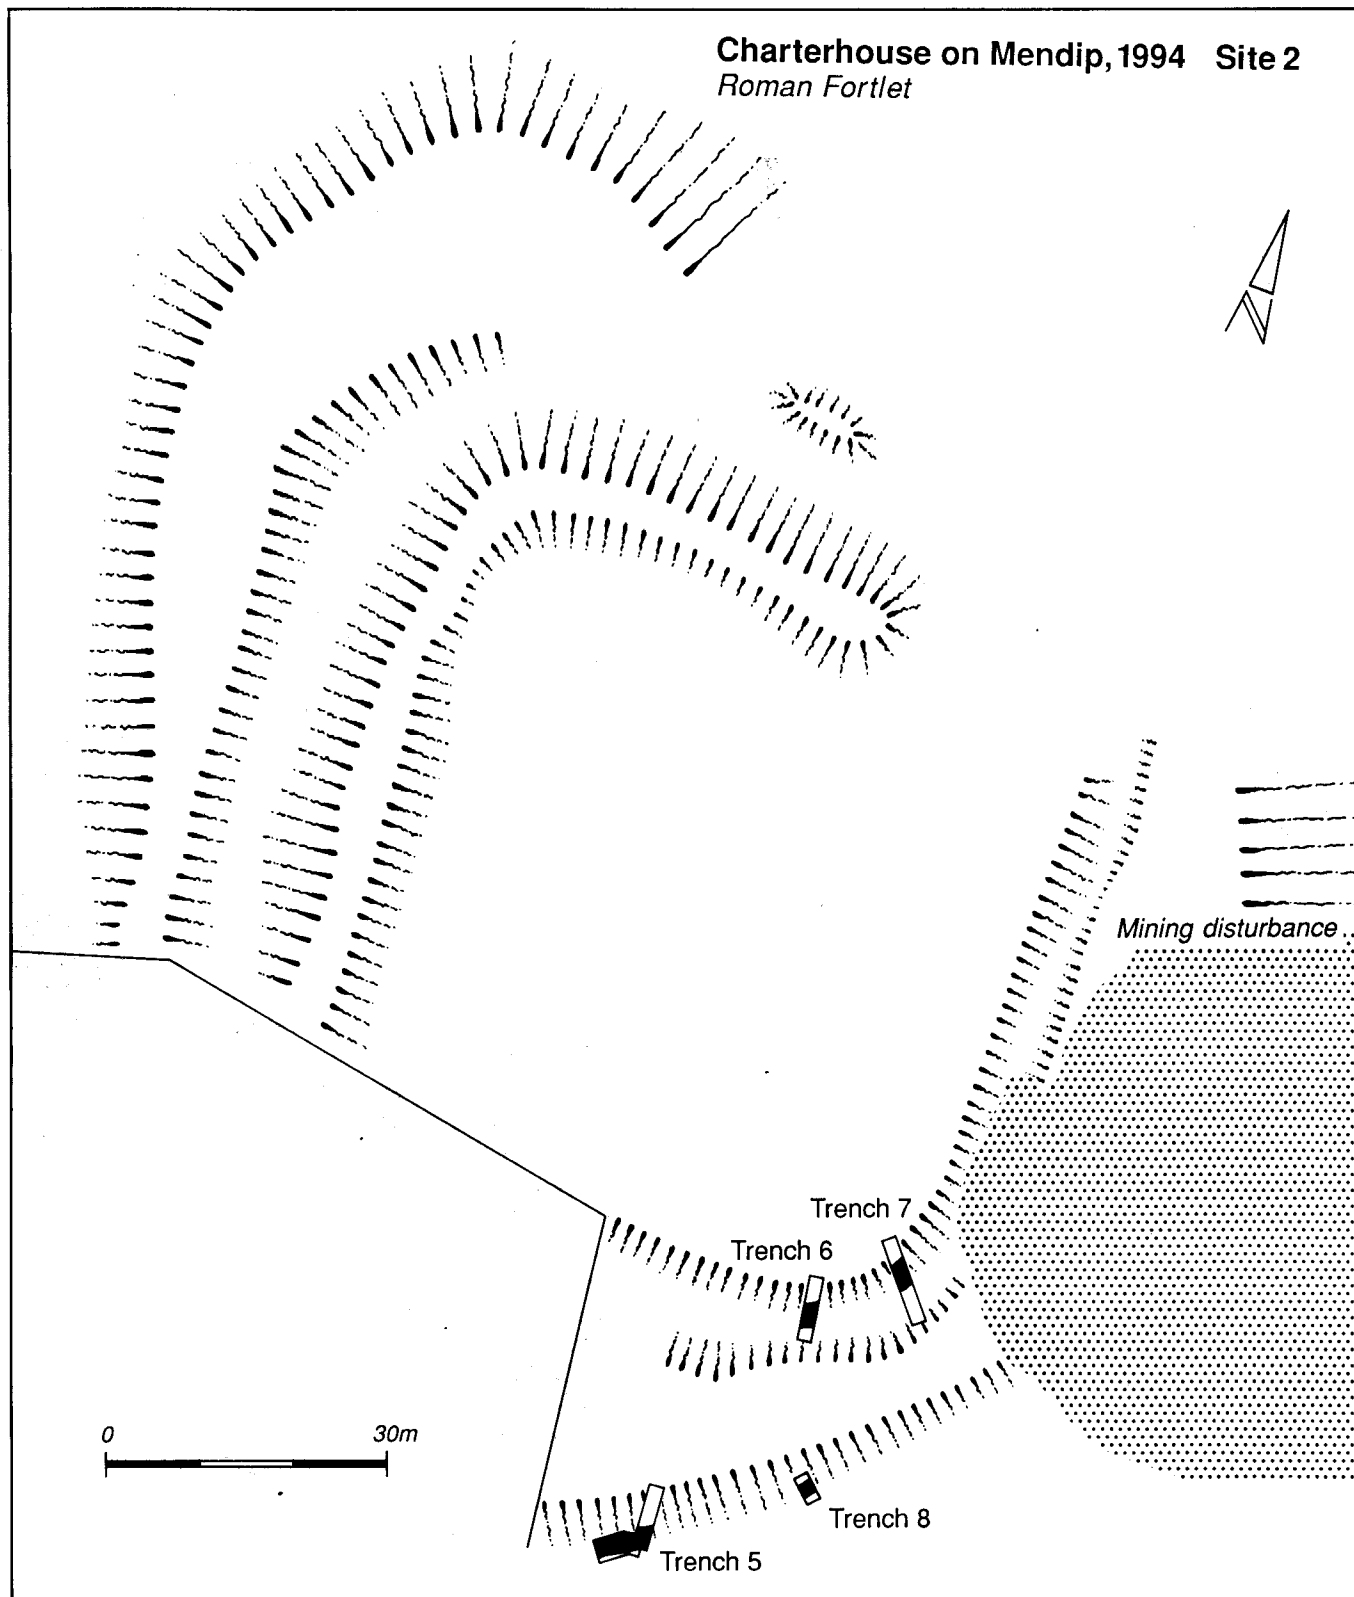 Charterhouse on Mendip, 1994 Site 2
Roman Fortlet
Mining disturbance ..
Trench 7
Trench 6
0 30m
Trench 8
Trench 5